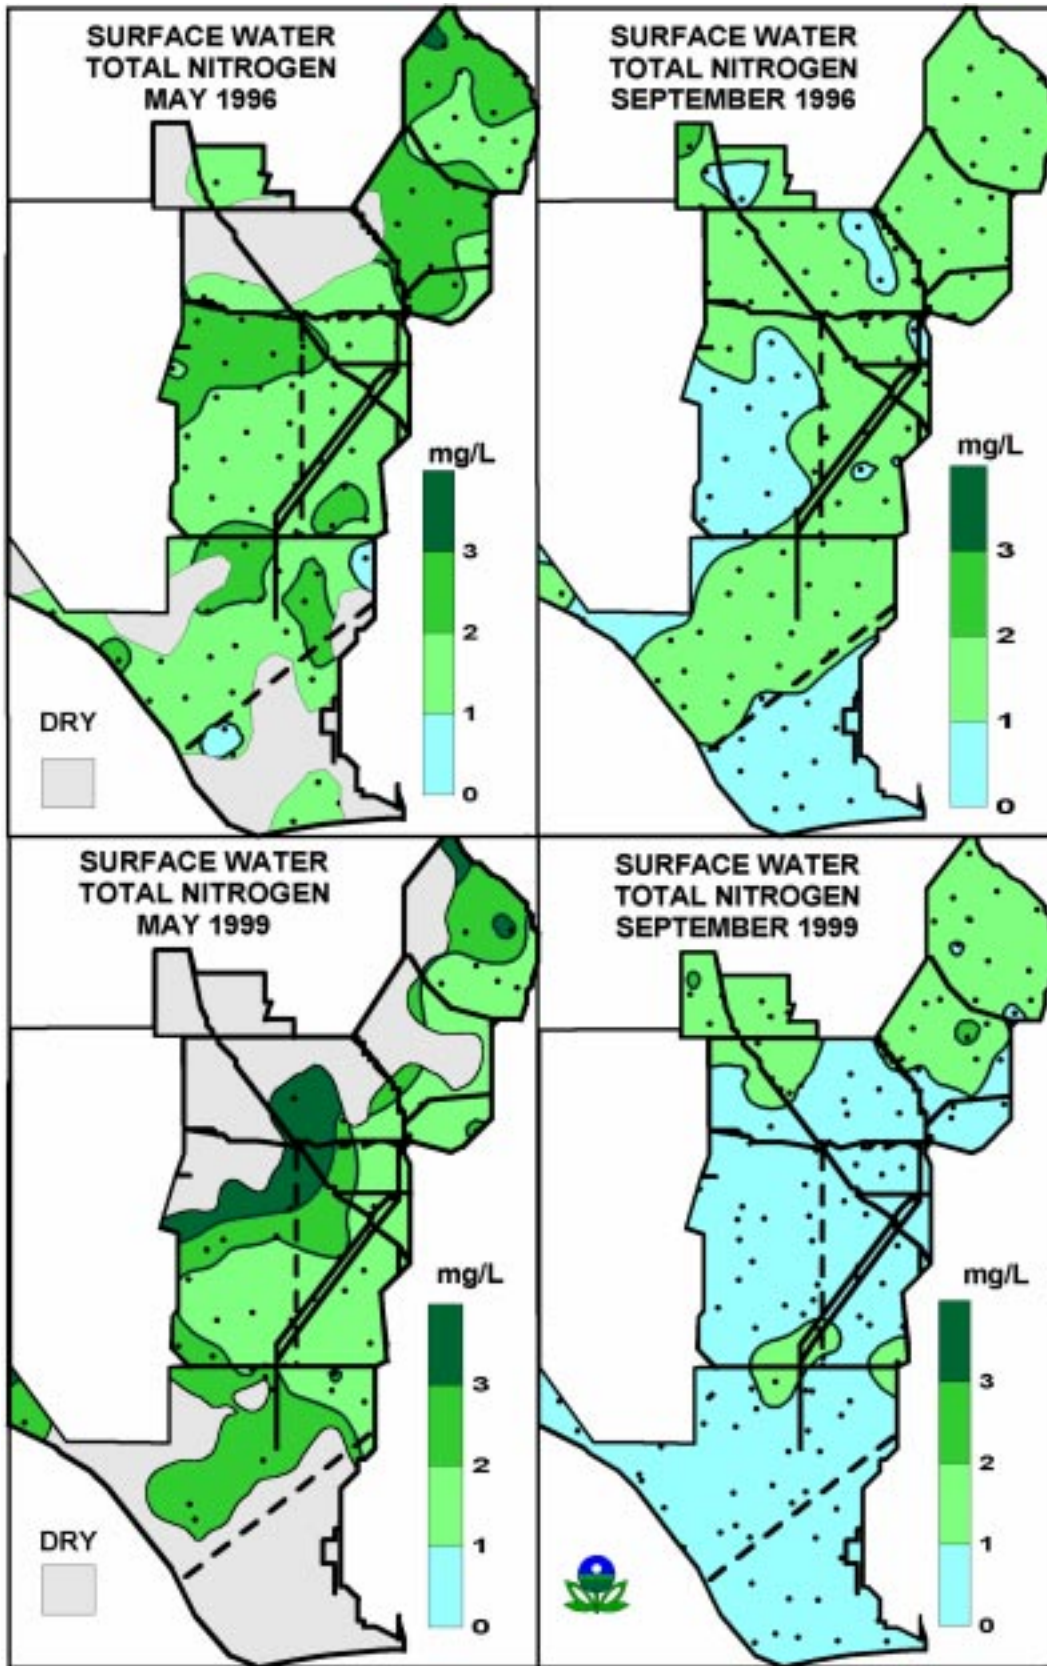 SURFACE WATER
TOTAL NITROGEN
MAY 1996
mg/L
3
2
1
0
DRY
SURFACE WATER
TOTAL NITROGEN
SEPTEMBER 1996
mg/L
3
2
1
0
SURFACE WATER
TOTAL NITROGEN
MAY 1999
mg/L
3
2
1
0
DRY
SURFACE WATER
TOTAL NITROGEN
SEPTEMBER 1999
mg/L
3
2
1
0